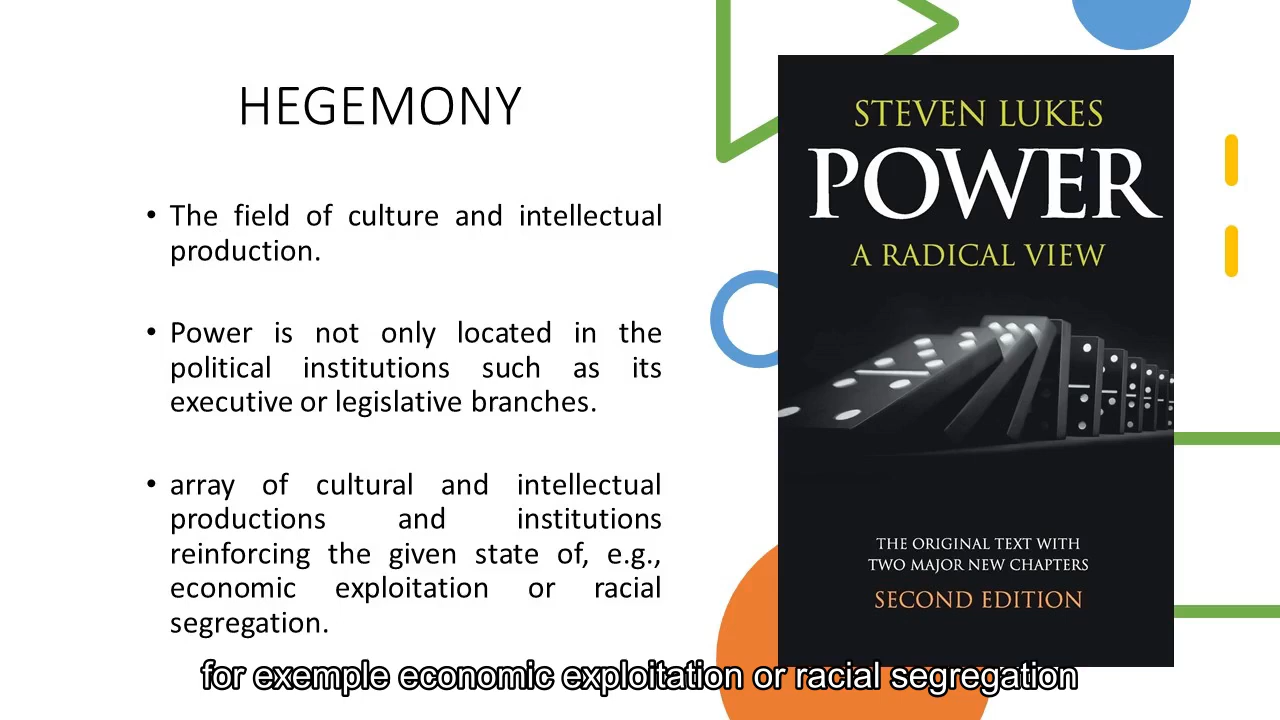 HEGEMONY
• The field of culture and intellectual
production.
• Power is not only located in the
political institutions such as its
executive or legislative branches.
• array of cultural and intellectual
productions and institutions
reinforcing the given state of, e.g.,
economic exploitation or racial
segregation.
STEVEN LUKES
POWER
A RADICAL VIEW
THE ORIGINAL TEXT WITH
TWO MAJOR NEW CHAPTERS
SECOND EDITION
for exemple economic exploitation or racial segregation